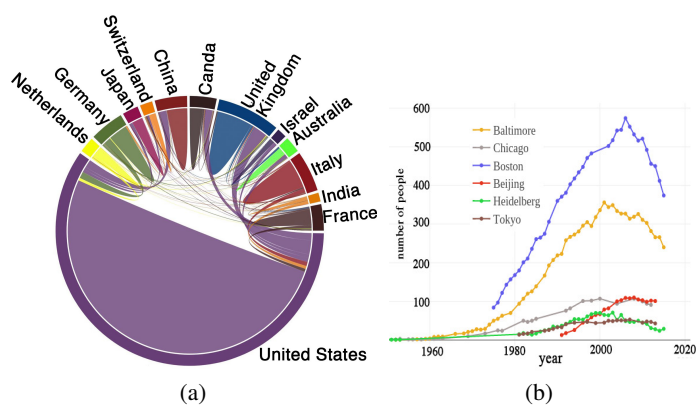 Netherlands
Germany
Japan
Switzerland
China
Canda
United
Kingdom
Israel
Australia
Italy
India
France
United States
(a)
600
500
400
300
200
100
number of people
Baltimore
Chicago
Boston
Beijing
Heidelberg
Tokyo
1960
1980
2000
2020
year
(b)